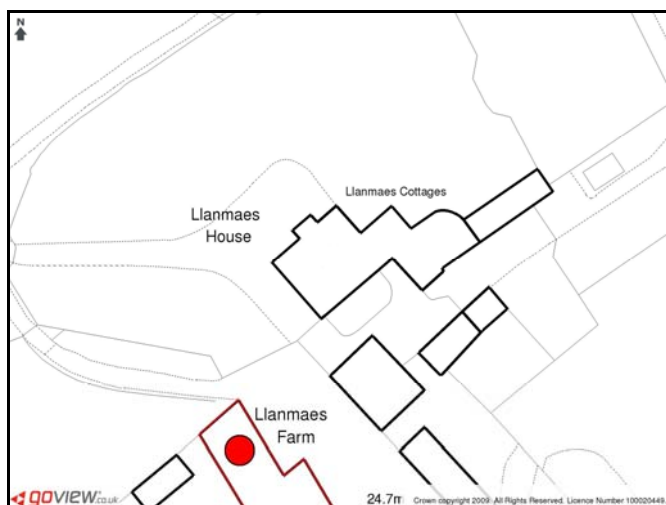 N
Llanmaes Cottages
Llanmaes
House
Llanmaes
Farm
goview.co.uk
24.7m
Crown copyright 2009. All Rights Reserved. Licence Number 100020449.